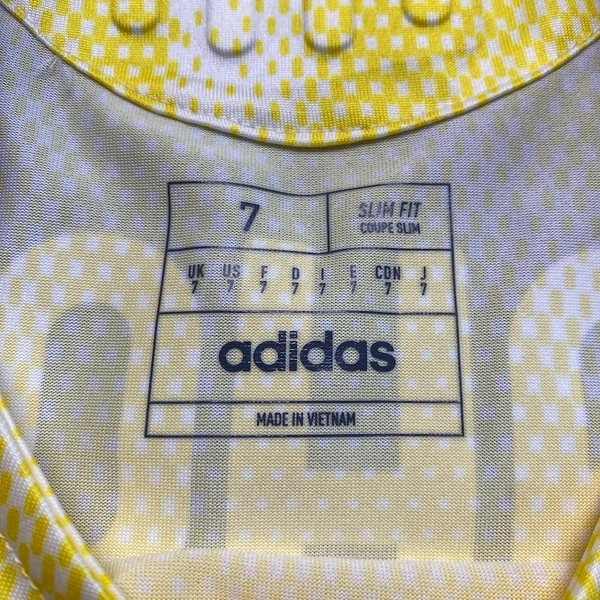 7
SLIM FIT
COUPE SLIM
UK US F D I E CDN J
7 7 7 7 7 7 7 7
adidas
MADE IN VIETNAM